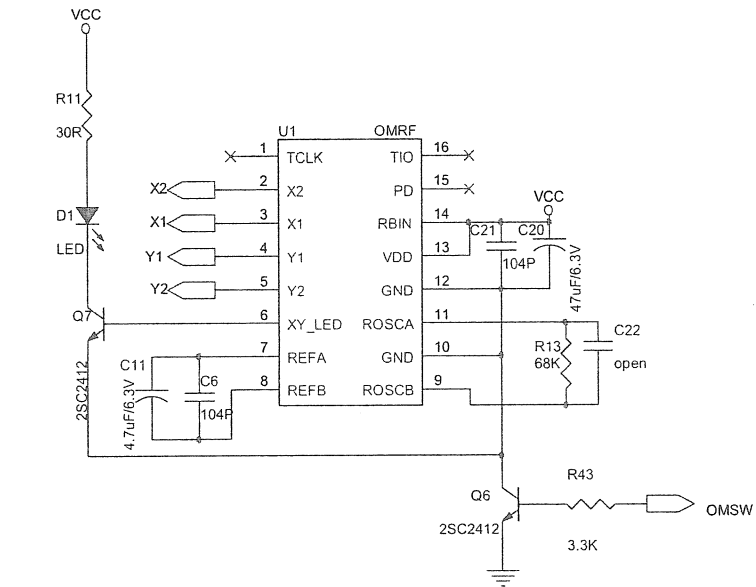 VCC
R11
30R
U1 OMRF
1 TCLK TIO 16
X2 2 X2 PD 15
VCC
X1 3 X1 RBIN 14
D1
C21 C20
LED
Y1 4 Y1 VDD 13
104P
47uF/6.3V
Y2 5 Y2 GND 12
Q7
6 XY_LED ROSCA 11
C22
R13
68K
open
7 REFA GND 10
C11
C6
104P
4.7uF/6.3V
2SC2412
8 REFB ROSCB 9
R43
Q6
2SC2412
OMSW
3.3K